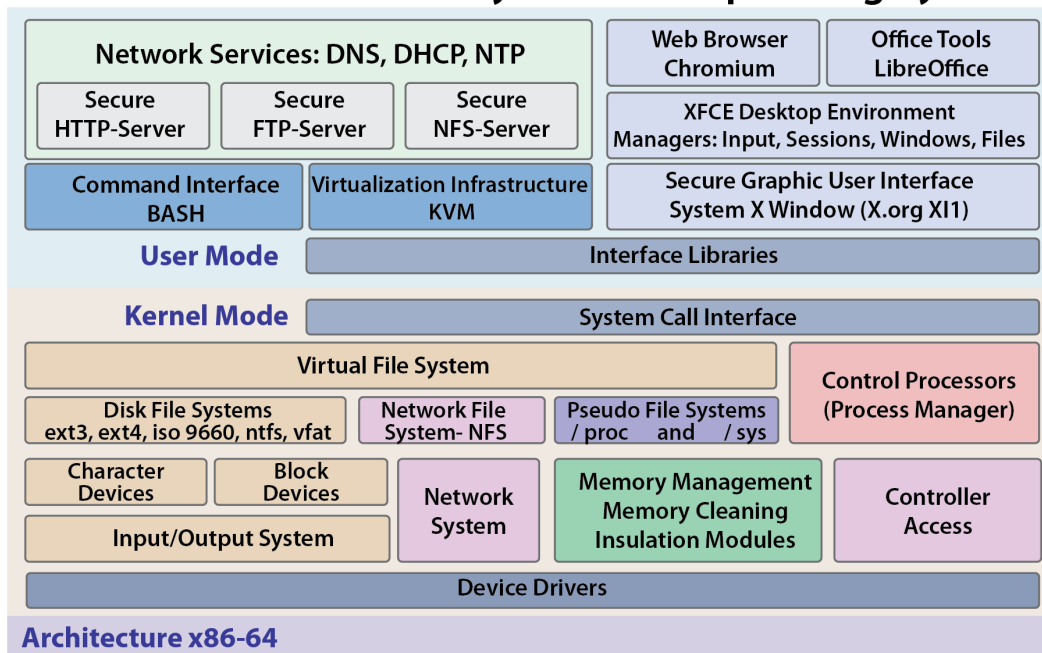 Network Services: DNS, DHCP, NTP
Secure
HTTP-Server
Secure
FTP-Server
Secure
NFS-Server
Web Browser
Chromium
Office Tools
LibreOffice
XFCE Desktop Environment
Managers: Input, Sessions, Windows, Files
Command Interface
BASH
Virtualization Infrastructure
KVM
Secure Graphic User Interface
System X Window (X.org XI1)
User Mode
Interface Libraries
Kernel Mode
System Call Interface
Virtual File System
Control Processors
(Process Manager)
Disk File Systems
ext3, ext4, iso 9660, ntfs, vfat
Network File
System- NFS
Pseudo File Systems
/ proc and / sys
Character
Devices
Block
Devices
Input/Output System
Network
System
Memory Management
Memory Cleaning
Insulation Modules
Controller
Access
Device Drivers
Architecture x86-64